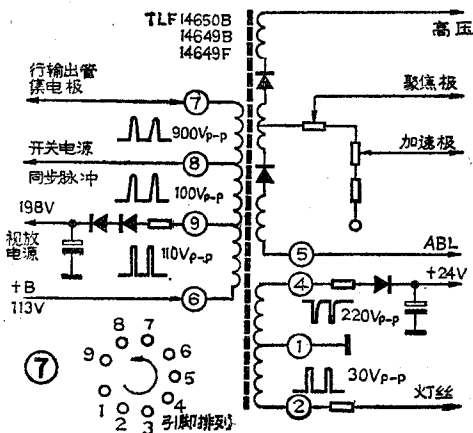 TLF 14650B
14649B
14649F
高压
行输出管
集电极
⑦
900Vp-p
聚焦极
开关电源
⑧
同步脉冲
100Vp-p
加速极
198V
⑨
视放
电源
110Vp-p
⑤
ABL
+B
113V
⑥
④
+24V
220Vp-p
①
30Vp-p
②
灯丝
⑦
8 7
9 6
5
1 4
2 3
引脚排列